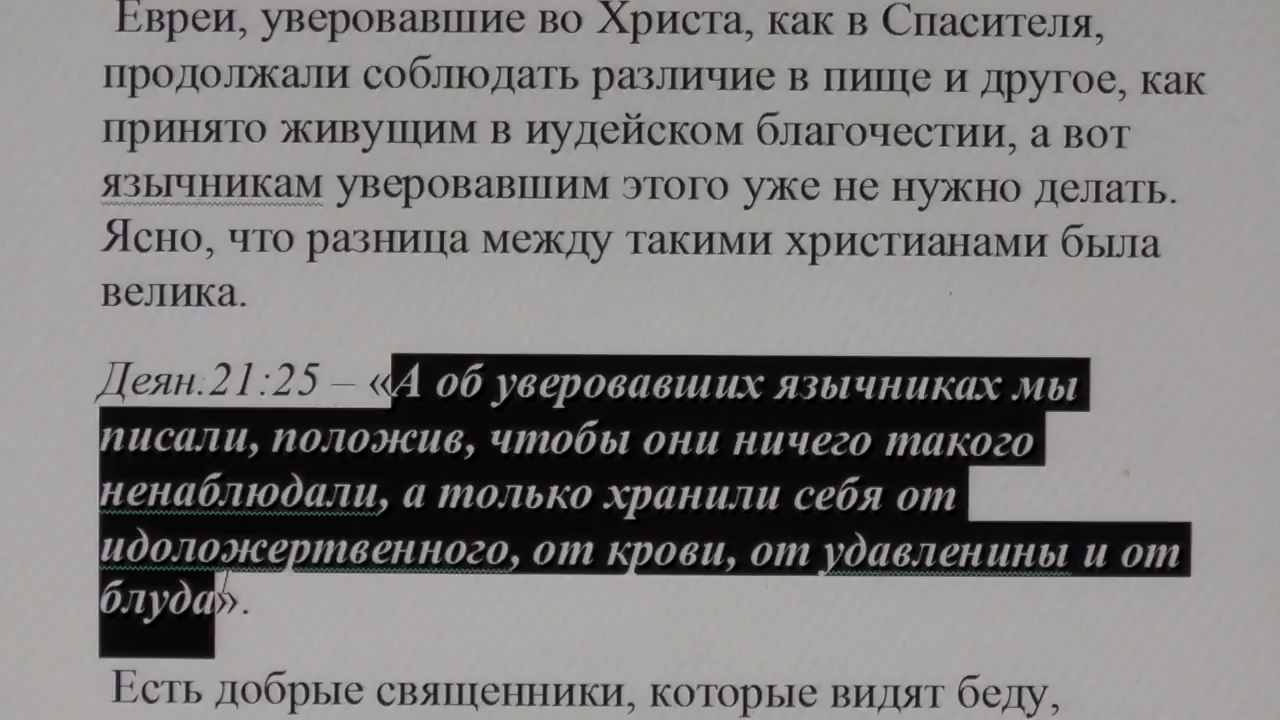 Евреи, уверовавшие во Христа, как в Спасителя,
продолжали соблюдать различие в пище и другое, как
принято живущим в иудейском благочестии, а вот
язычникам уверовавшим этого уже не нужно делать.
Ясно, что разница между такими христианами была
велика.
Деян.21:25 – «А об уверовавших язычниках мы
писали, положив, чтобы они ничего такого
ненаблюдали, а только хранили себя от
идоложертвенного, от крови, от удавленины и от
блуда».
Есть добрые священники, которые видят беду,